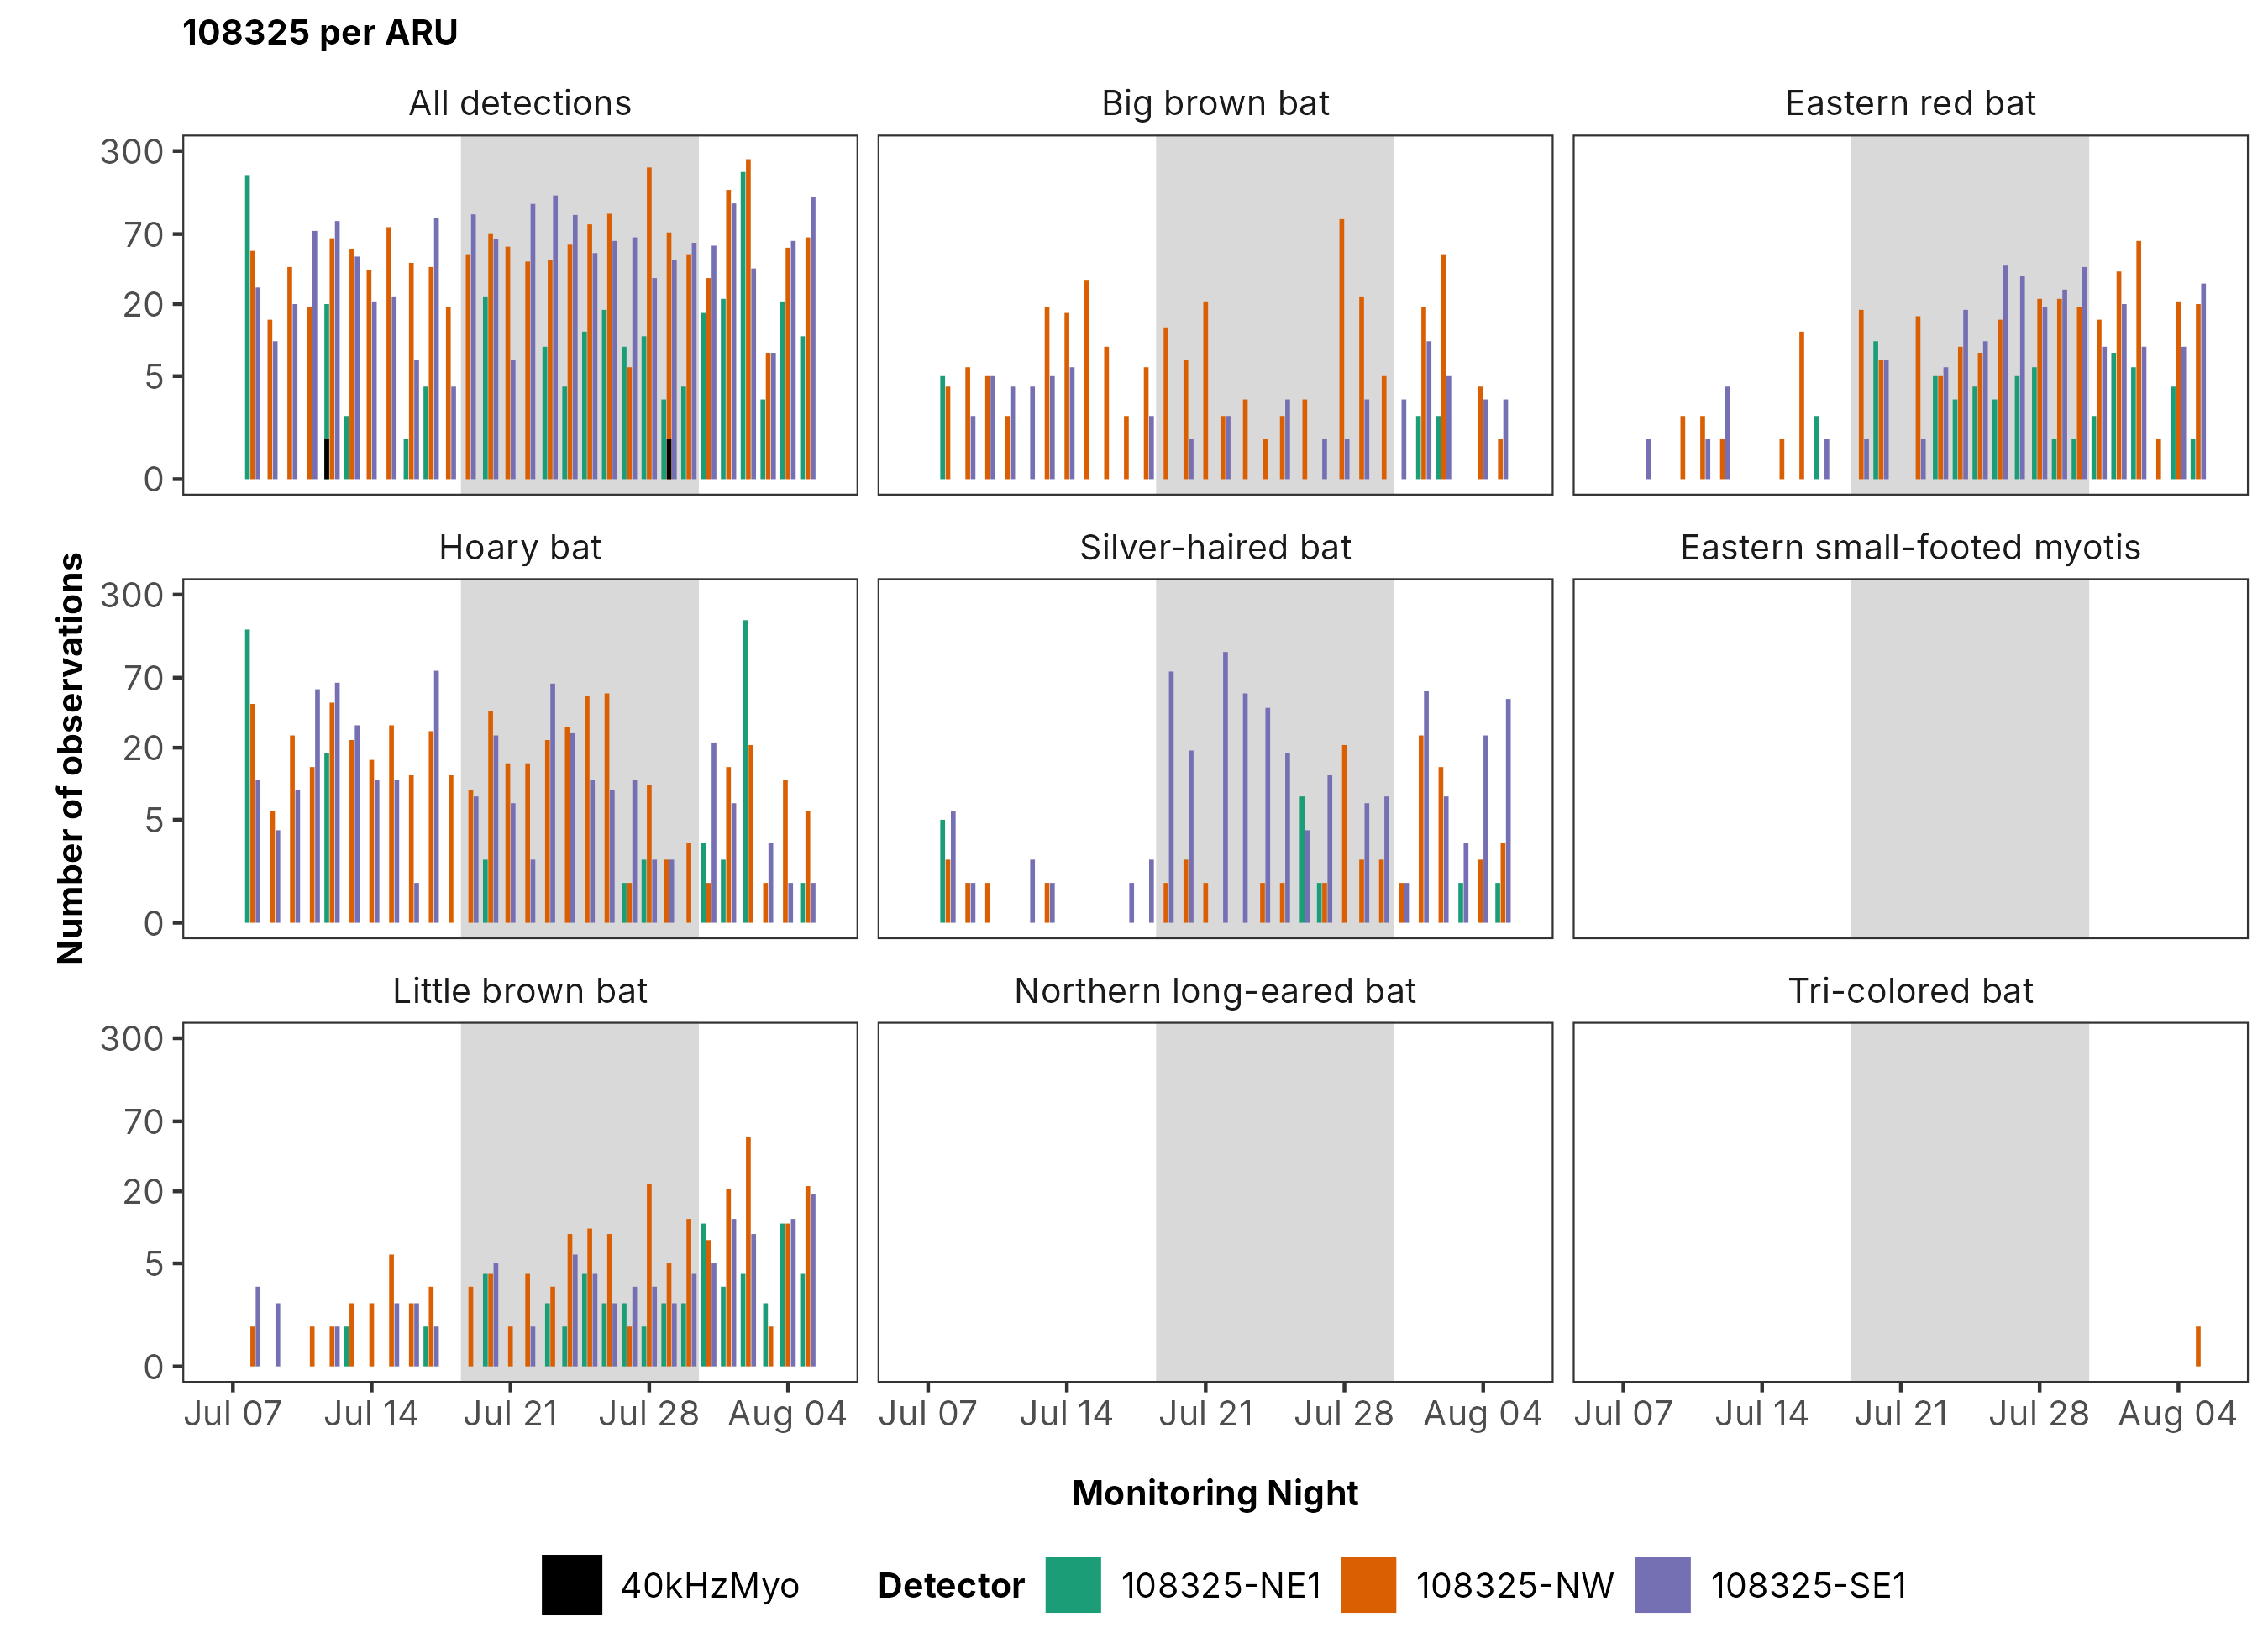 108325 per ARU
All detections
Big brown bat
Eastern red bat
300
70
20
5
0
Hoary bat
Silver-haired bat
Eastern small-footed myotis
300
70
20
5
0
Number of observations
Little brown bat
Northern long-eared bat
Tri-colored bat
300
70
20
5
0
Jul 07 Jul 14 Jul 21 Jul 28 Aug 04
Jul 07 Jul 14 Jul 21 Jul 28 Aug 04
Jul 07 Jul 14 Jul 21 Jul 28 Aug 04
Monitoring Night
40kHzMyo Detector 108325-NE1 108325-NW 108325-SE1